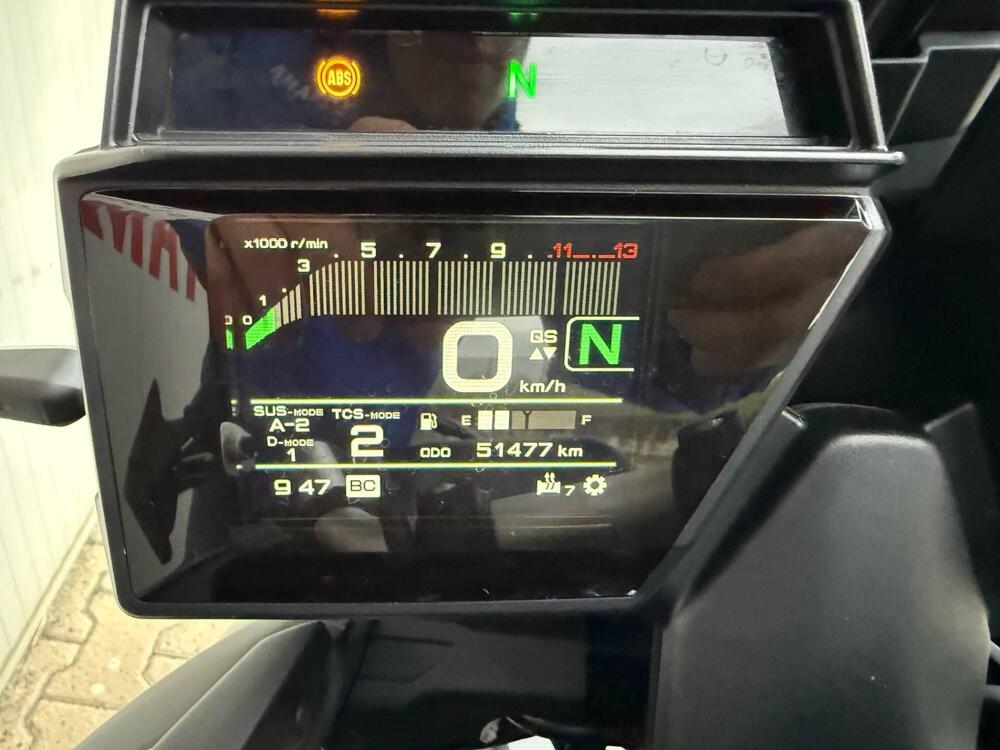 ABS N
x1000 r/min
0 1 3 5 7 9 11 13
0 km/h QS N
SUS-MODE A-2
TCS-MODE 2
D-MODE 1
E F
ODO 51477 km
9 47 BC 7